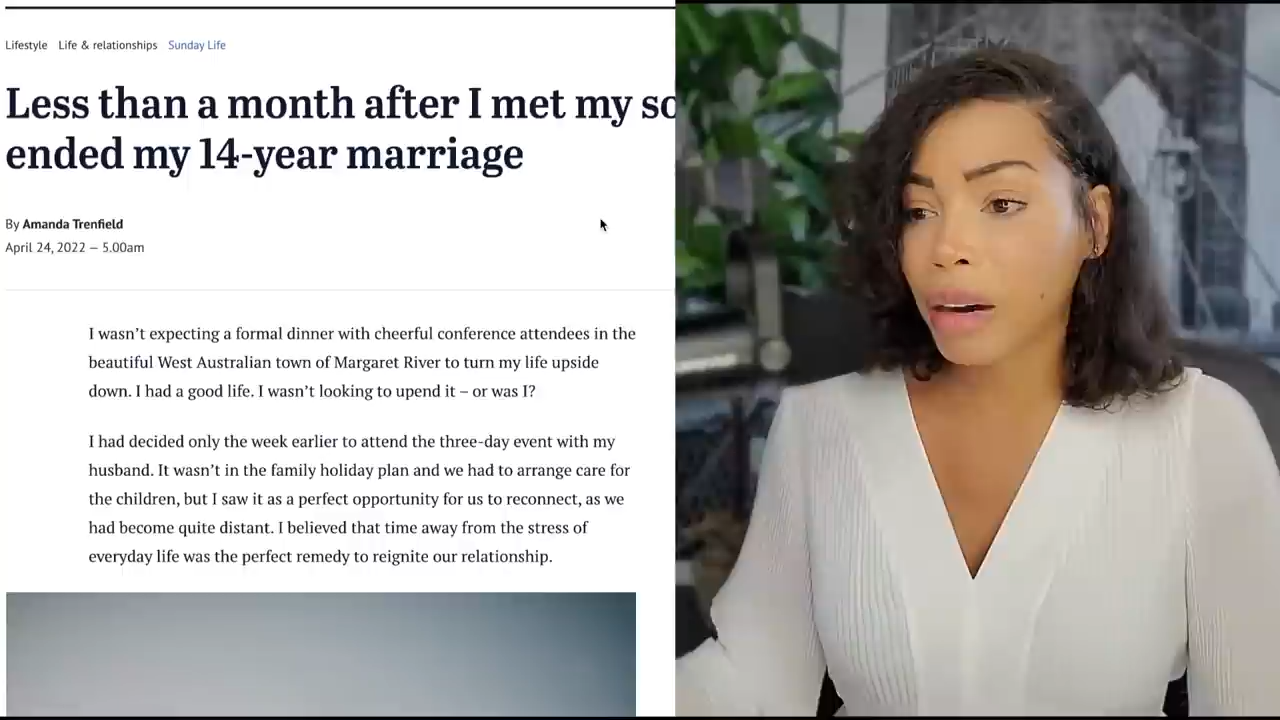 Lifestyle Life & relationships Sunday Life
Less than a month after I met my so
ended my 14-year marriage
By Amanda Trenfield
April 24, 2022 – 5.00am
I wasn't expecting a formal dinner with cheerful conference attendees in the
beautiful West Australian town of Margaret River to turn my life upside
down. I had a good life. I wasn't looking to upend it – or was I?
I had decided only the week earlier to attend the three-day event with my
husband. It wasn't in the family holiday plan and we had to arrange care for
the children, but I saw it as a perfect opportunity for us to reconnect, as we
had become quite distant. I believed that time away from the stress of
everyday life was the perfect remedy to reignite our relationship.